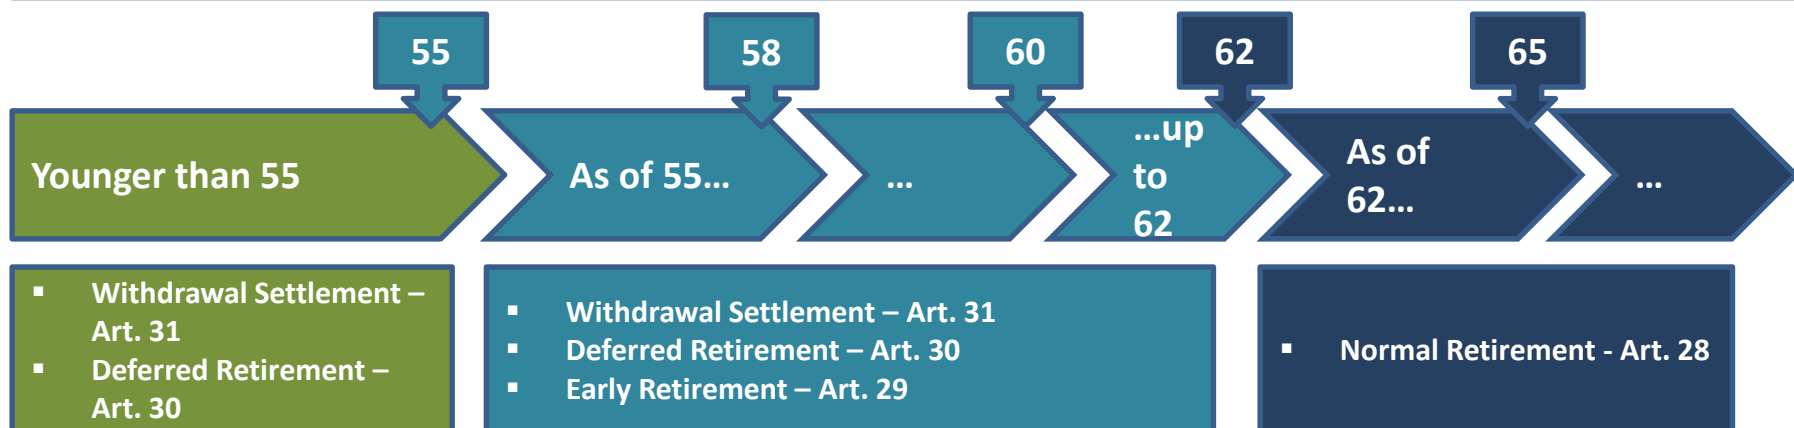 55
58
60
62
65
Younger than 55
As of 55...
...
...up
to
62
As of
62...
...
▪ Withdrawal Settlement –
Art. 31
▪ Deferred Retirement –
Art. 30
▪ Withdrawal Settlement – Art. 31
▪ Deferred Retirement – Art. 30
▪ Early Retirement – Art. 29
▪ Normal Retirement - Art. 28